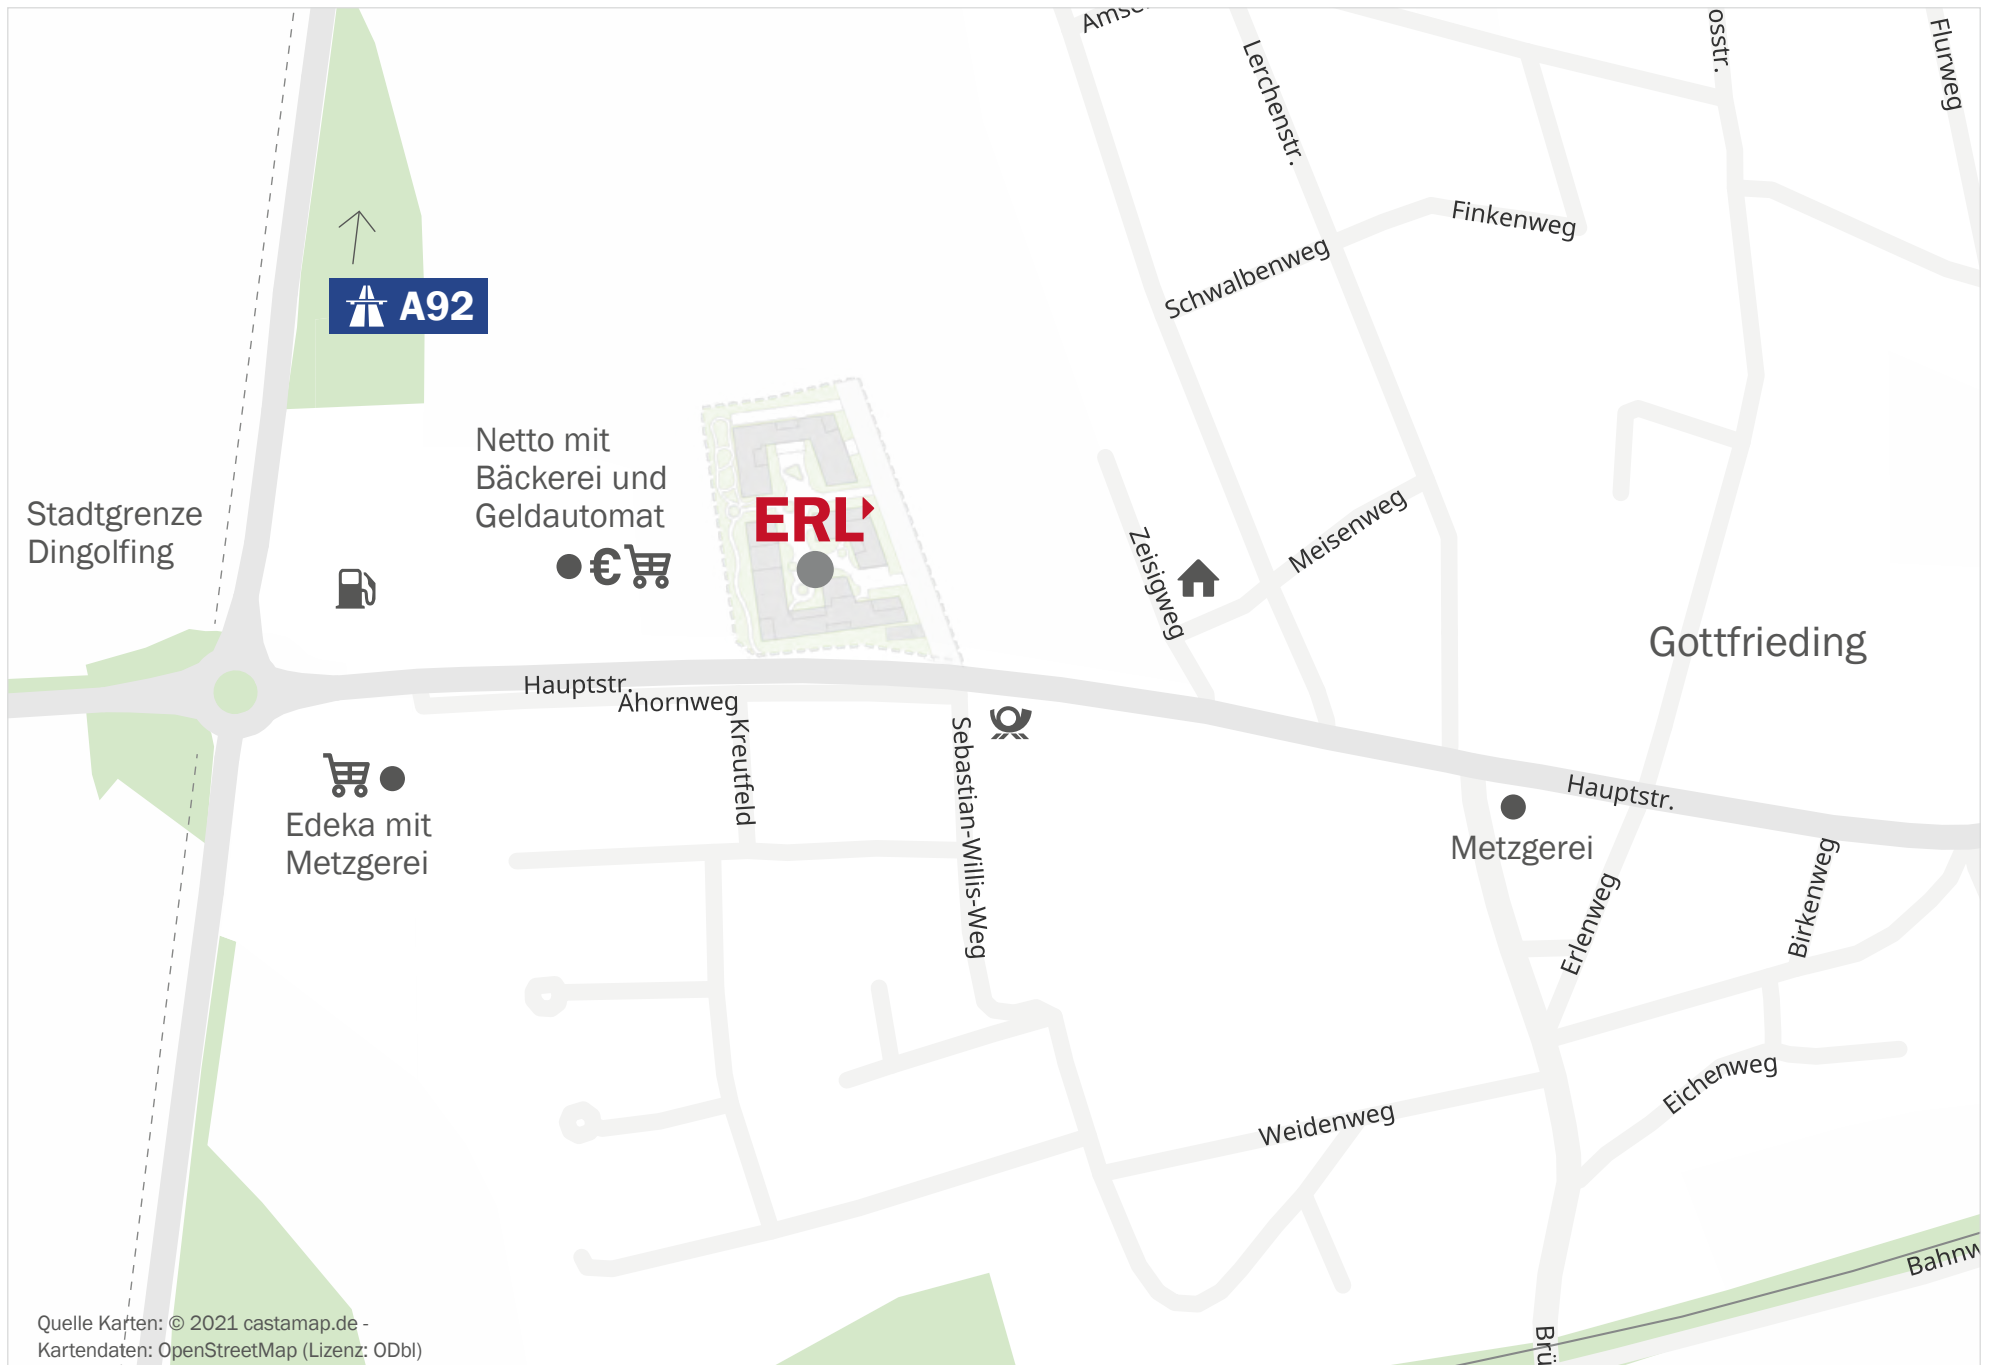 Lerchenstr.
Flurweg
Finkenweg
Schwalbenweg
A92
Netto mit
Bäckerei und
Geldautomat
€
ERL
Stadtgrenze
Dingolfing
Meisenweg
Zeisigweg
Gottfrieding
Hauptstr.
Ahornweg
Kreutfeld
Sebastian-Willis-Weg
Edeka mit
Metzgerei
Hauptstr.
Metzgerei
Erlenweg
Birkenweg
Eichenweg
Weidenweg
Quelle Karten: © 2021 castamap.de -
Kartendaten: OpenStreetMap (Lizenz: ODbl)